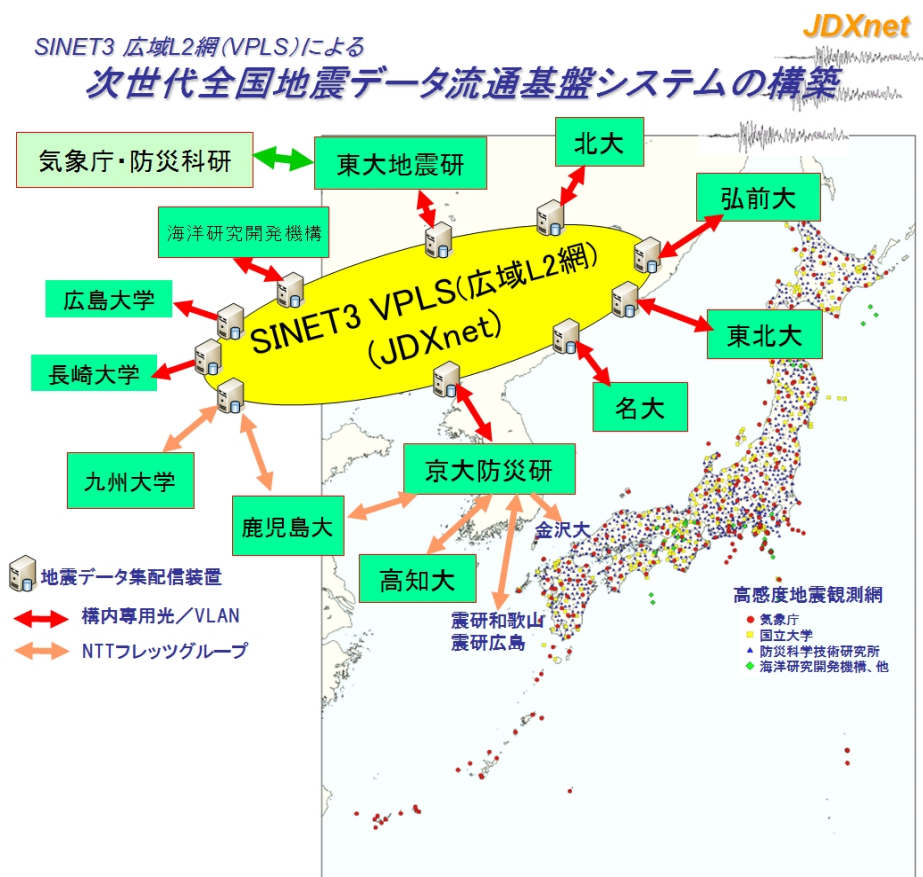 JDXnet
SINET3 広域L2網(VPLS)による
次世代全国地震データ流通基盤システムの構築
気象庁・防災科研
東大地震研
北大
弘前大
海洋研究開発機構
広島大学
SINET3 VPLS(広域L2網)
(JDXnet)
東北大
長崎大学
名大
九州大学
京大防災研
鹿児島大
金沢大
高知大
地震データ集配信装置
構内専用光/VLAN
NTTフレッツグループ
震研和歌山
震研広島
高感度地震観測網
気象庁
国立大学
防災科学技術研究所
海洋研究開発機構、他